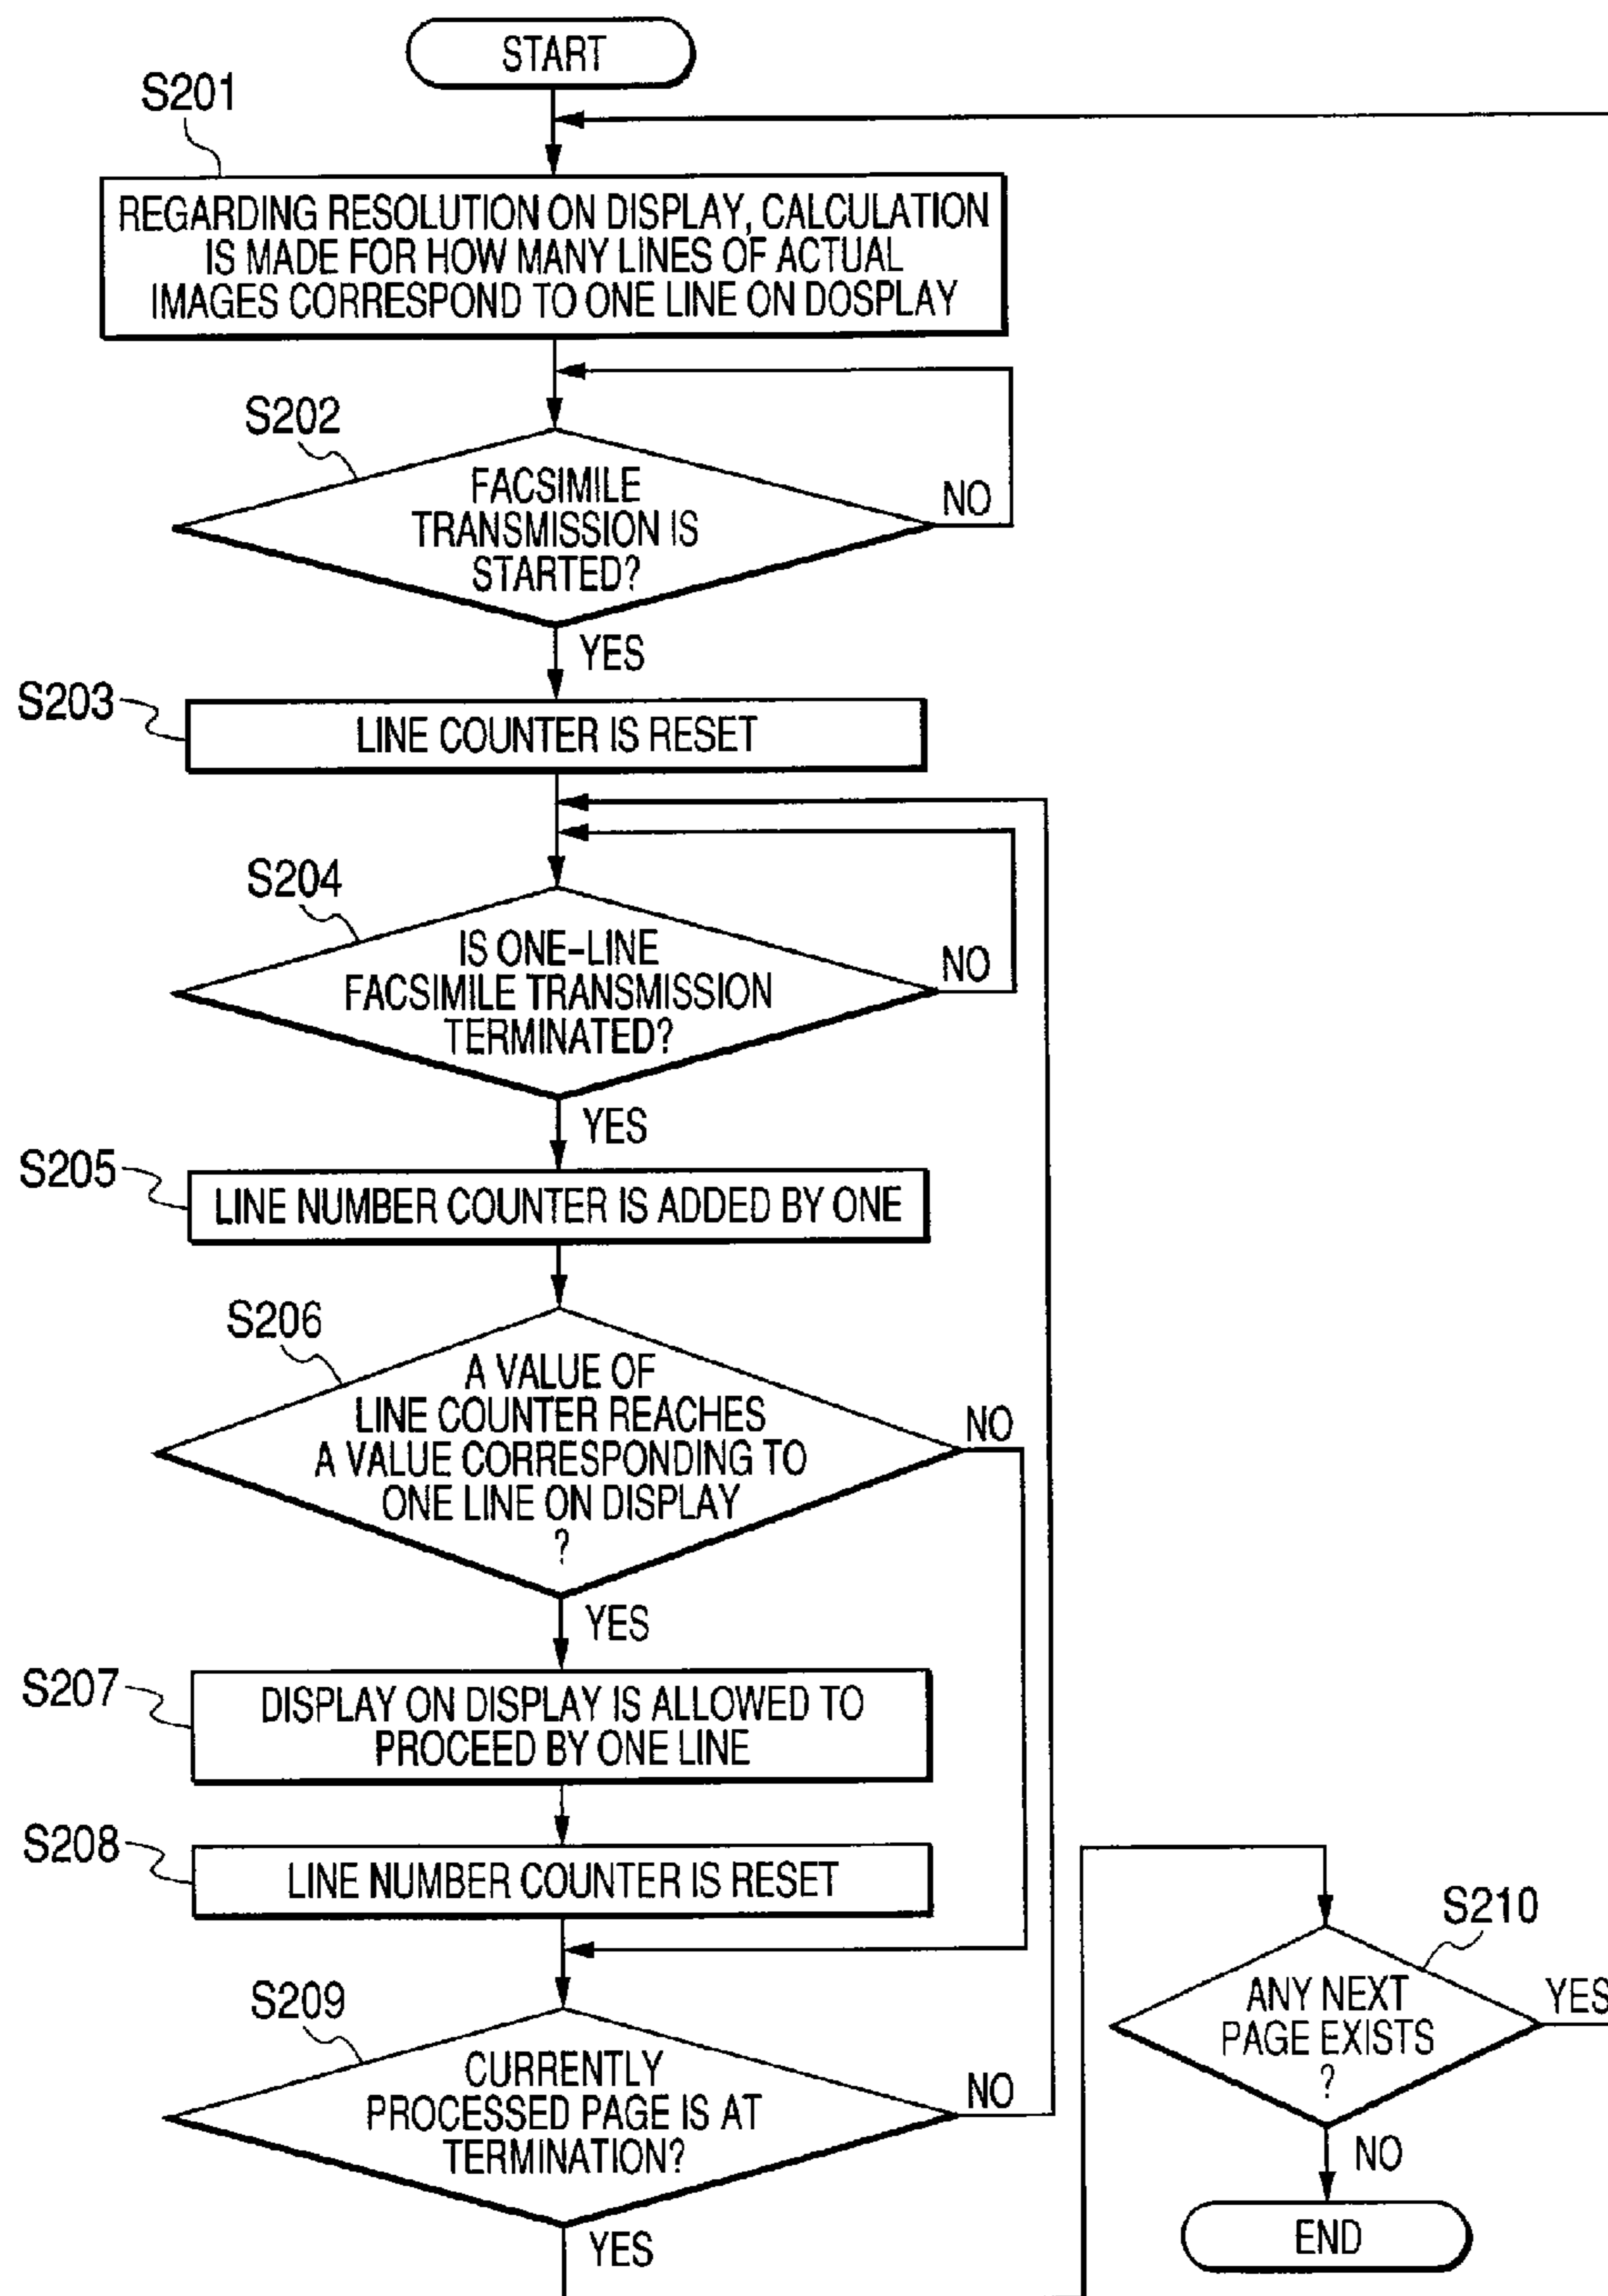 START
S201
REGARDING RESOLUTION ON DISPLAY, CALCULATION
IS MADE FOR HOW MANY LINES OF ACTUAL
IMAGES CORRESPOND TO ONE LINE ON DOSPLAY
S202
FACSIMILE
TRANSMISSION IS
STARTED?
NO
YES
S203
LINE COUNTER IS RESET
S204
IS ONE-LINE
FACSIMILE TRANSMISSION
TERMINATED?
NO
YES
S205
LINE NUMBER COUNTER IS ADDED BY ONE
S206
A VALUE OF
LINE COUNTER REACHES
A VALUE CORRESPONDING TO
ONE LINE ON DISPLAY
?
NO
YES
S207
DISPLAY ON DISPLAY IS ALLOWED TO
PROCEED BY ONE LINE
S208
LINE NUMBER COUNTER IS RESET
S209
CURRENTLY
PROCESSED PAGE IS AT
TERMINATION?
NO
YES
S210
ANY NEXT
PAGE EXISTS
?
YES
NO
END